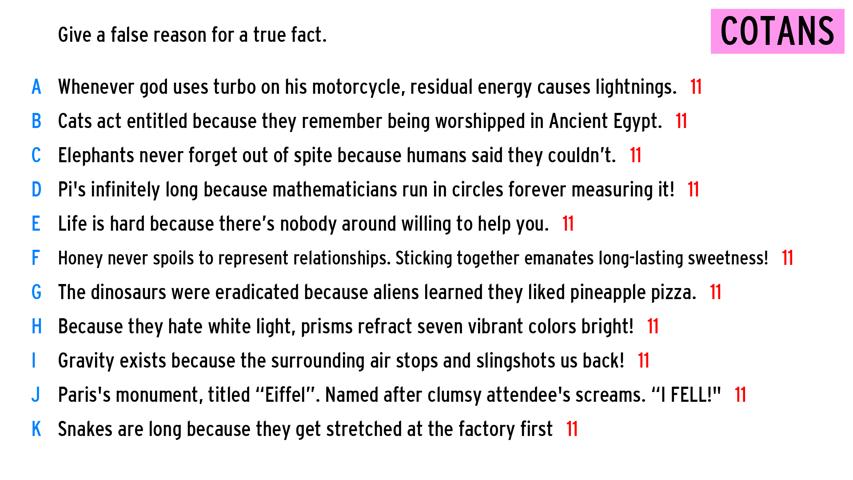 Give a false reason for a true fact.
COTANS
A Whenever god uses turbo on his motorcycle, residual energy causes lightnings. 11
B Cats act entitled because they remember being worshipped in Ancient Egypt. 11
C Elephants never forget out of spite because humans said they couldn't. 11
D Pi's infinitely long because mathematicians run in circles forever measuring it! 11
E Life is hard because there's nobody around willing to help you. 11
F Honey never spoils to represent relationships. Sticking together emanates long-lasting sweetness! 11
G The dinosaurs were eradicated because aliens learned they liked pineapple pizza. 11
H Because they hate white light, prisms refract seven vibrant colors bright! 11
I Gravity exists because the surrounding air stops and slingshots us back! 11
J Paris's monument, titled “Eiffel”. Named after clumsy attendee's screams. “I FELL!" 11
K Snakes are long because they get stretched at the factory first 11